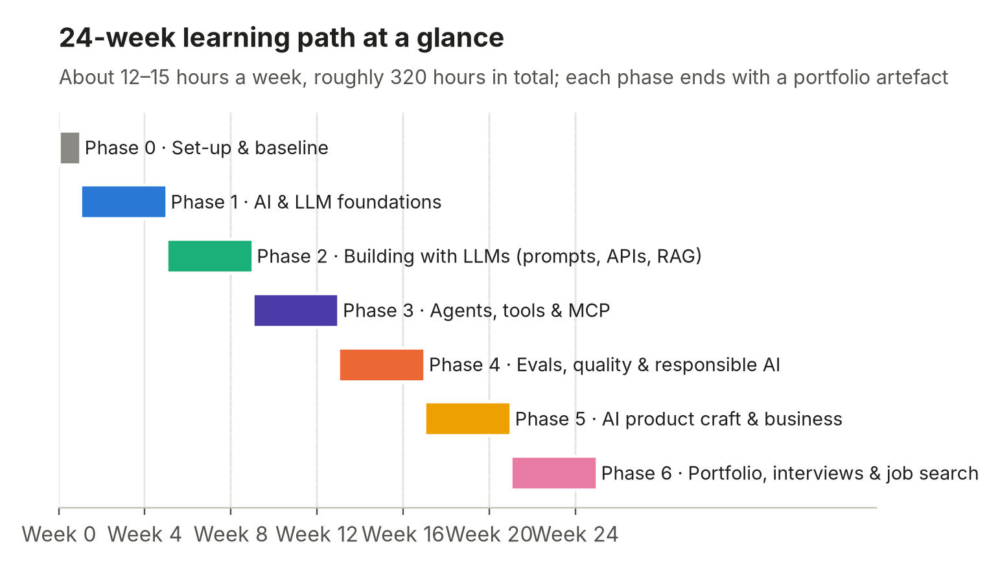 24-week learning path at a glance
About 12–15 hours a week, roughly 320 hours in total; each phase ends with a portfolio artefact
Phase 0 · Set-up & baseline
Phase 1 · AI & LLM foundations
Phase 2 · Building with LLMs (prompts, APIs, RAG)
Phase 3 · Agents, tools & MCP
Phase 4 · Evals, quality & responsible AI
Phase 5 · AI product craft & business
Phase 6 · Portfolio, interviews & job search
Week 0 Week 4 Week 8 Week 12 Week 16 Week 20 Week 24